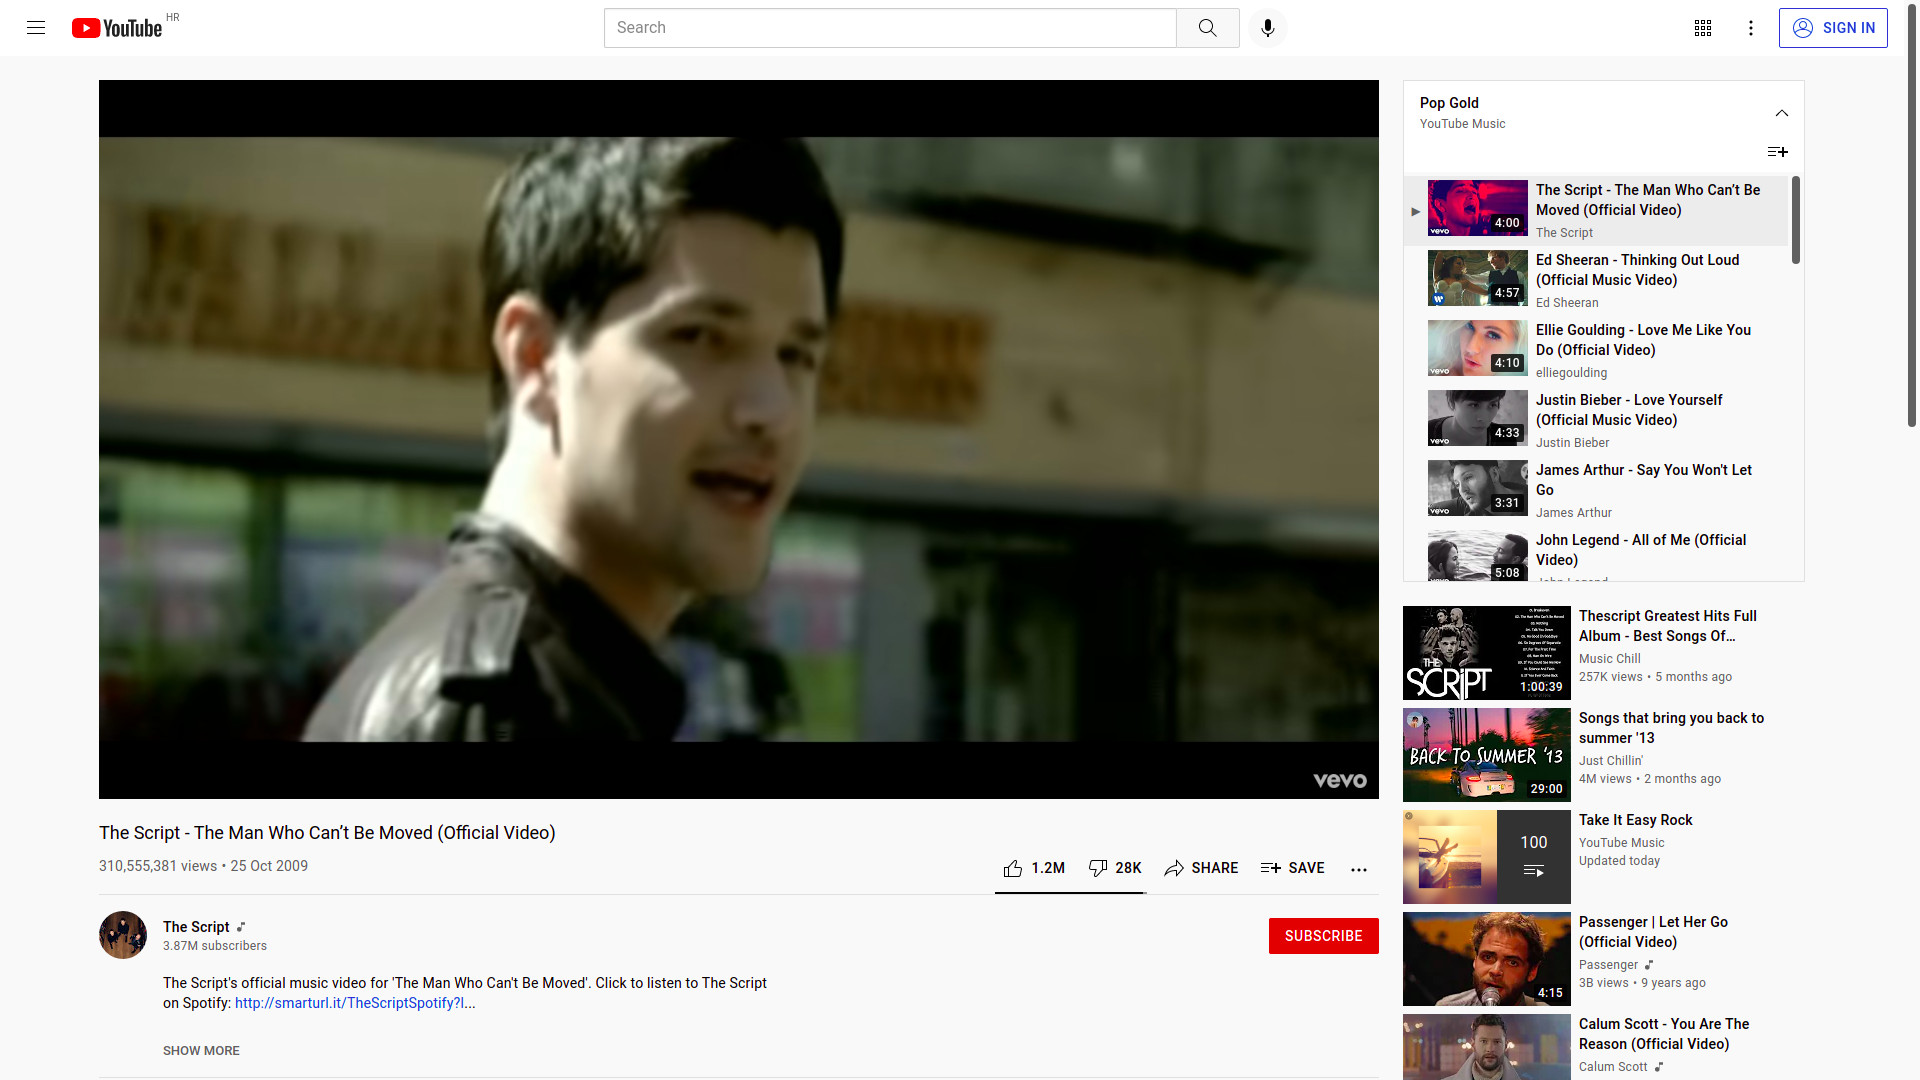 YouTube HR
Search
SIGN IN
vevo
The Script - The Man Who Can’t Be Moved (Official Video)
310,555,381 views • 25 Oct 2009
1.2M
28K
SHARE
SAVE
The Script
3.87M subscribers
SUBSCRIBE
The Script's official music video for 'The Man Who Can't Be Moved'. Click to listen to The Script
on Spotify: http://smarturl.it/TheScriptSpotify?I...
SHOW MORE
Pop Gold
YouTube Music
vevo
4:00
The Script - The Man Who Can’t Be
Moved (Official Video)
The Script
4:57
Ed Sheeran - Thinking Out Loud
(Official Music Video)
Ed Sheeran
vevo
4:10
Ellie Goulding - Love Me Like You
Do (Official Video)
elliegoulding
vevo
4:33
Justin Bieber - Love Yourself
(Official Music Video)
Justin Bieber
vevo
3:31
James Arthur - Say You Won't Let
Go
James Arthur
5:08
John Legend - All of Me (Official
Video)
John Legend
THE
SCRIPT
1:00:39
Thescript Greatest Hits Full
Album - Best Songs Of…
Music Chill
257K views • 5 months ago
BACK TO SUMMER '13
29:00
Songs that bring you back to
summer '13
Just Chillin'
4M views • 2 months ago
100
Take It Easy Rock
YouTube Music
Updated today
4:15
Passenger | Let Her Go
(Official Video)
Passenger
3B views • 9 years ago
Calum Scott - You Are The
Reason (Official Video)
Calum Scott